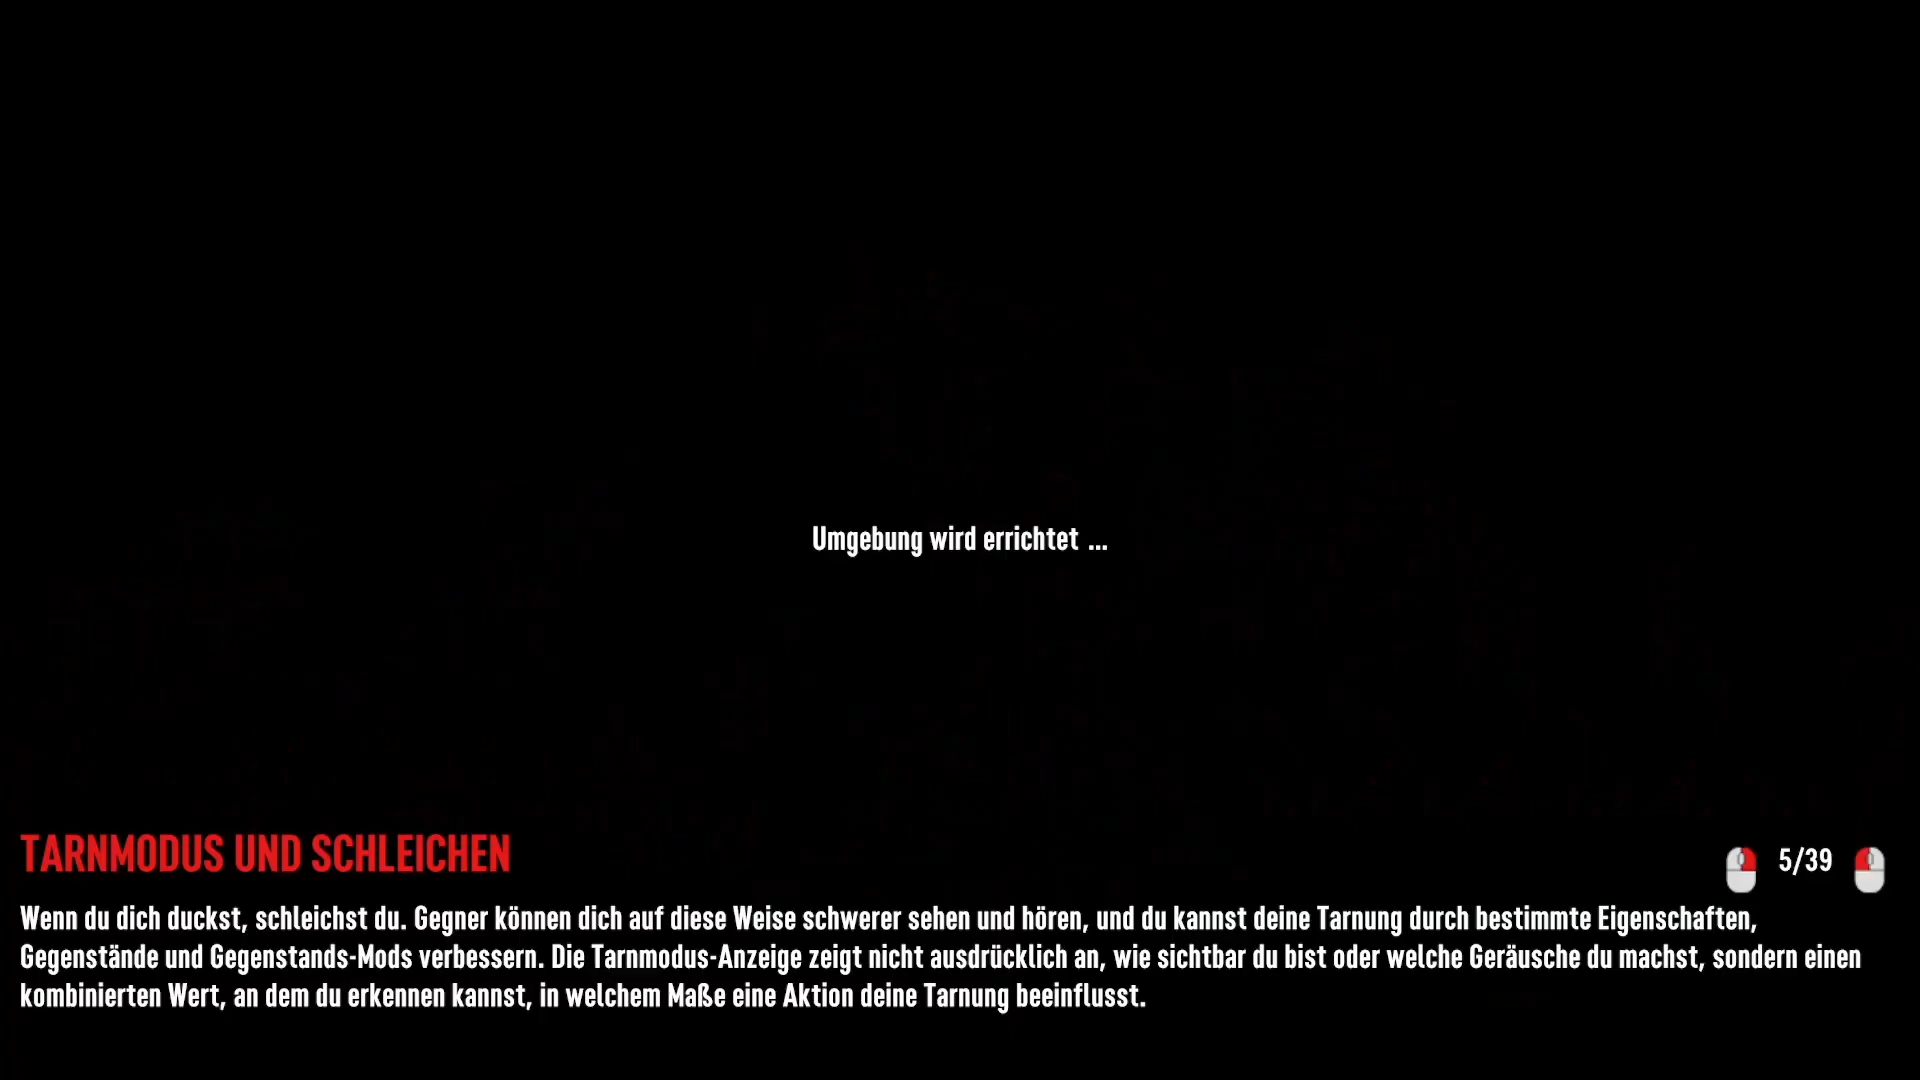 Umgebung wird errichtet ...
TARNMODUS UND SCHLEICHEN
5/39
Wenn du dich duckst, schleichst du. Gegner können dich auf diese Weise schwerer sehen und hören, und du kannst deine Tarnung durch bestimmte Eigenschaften,
Gegenstände und Gegenstands-Mods verbessern. Die Tarnmodus-Anzeige zeigt nicht ausdrücklich an, wie sichtbar du bist oder welche Geräusche du machst, sondern einen
kombinierten Wert, an dem du erkennen kannst, in welchem Maße eine Aktion deine Tarnung beeinflusst.